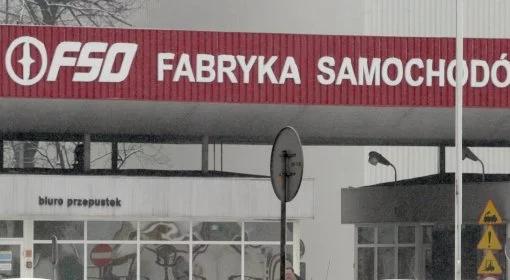 FSO FABRYKA SAMOCHODÓ
biuro przepustek